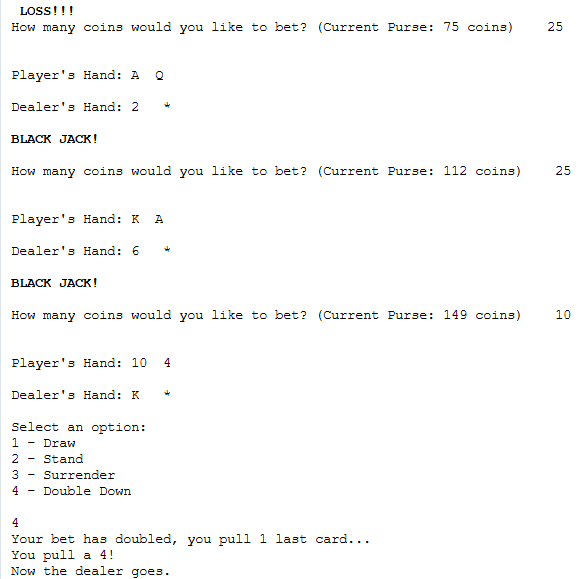 LOSS!!!
How many coins would you like to bet? (Current Purse: 75 coins)    25
Player's Hand: A  Q
Dealer's Hand: 2   *
BLACK JACK!
How many coins would you like to bet? (Current Purse: 112 coins)    25
Player's Hand: K  A
Dealer's Hand: 6   *
BLACK JACK!
How many coins would you like to bet? (Current Purse: 149 coins)    10
Player's Hand: 10  4
Dealer's Hand: K   *
Select an option:
1 - Draw
2 - Stand
3 - Surrender
4 - Double Down
4
Your bet has doubled, you pull 1 last card...
You pull a 4!
Now the dealer goes.